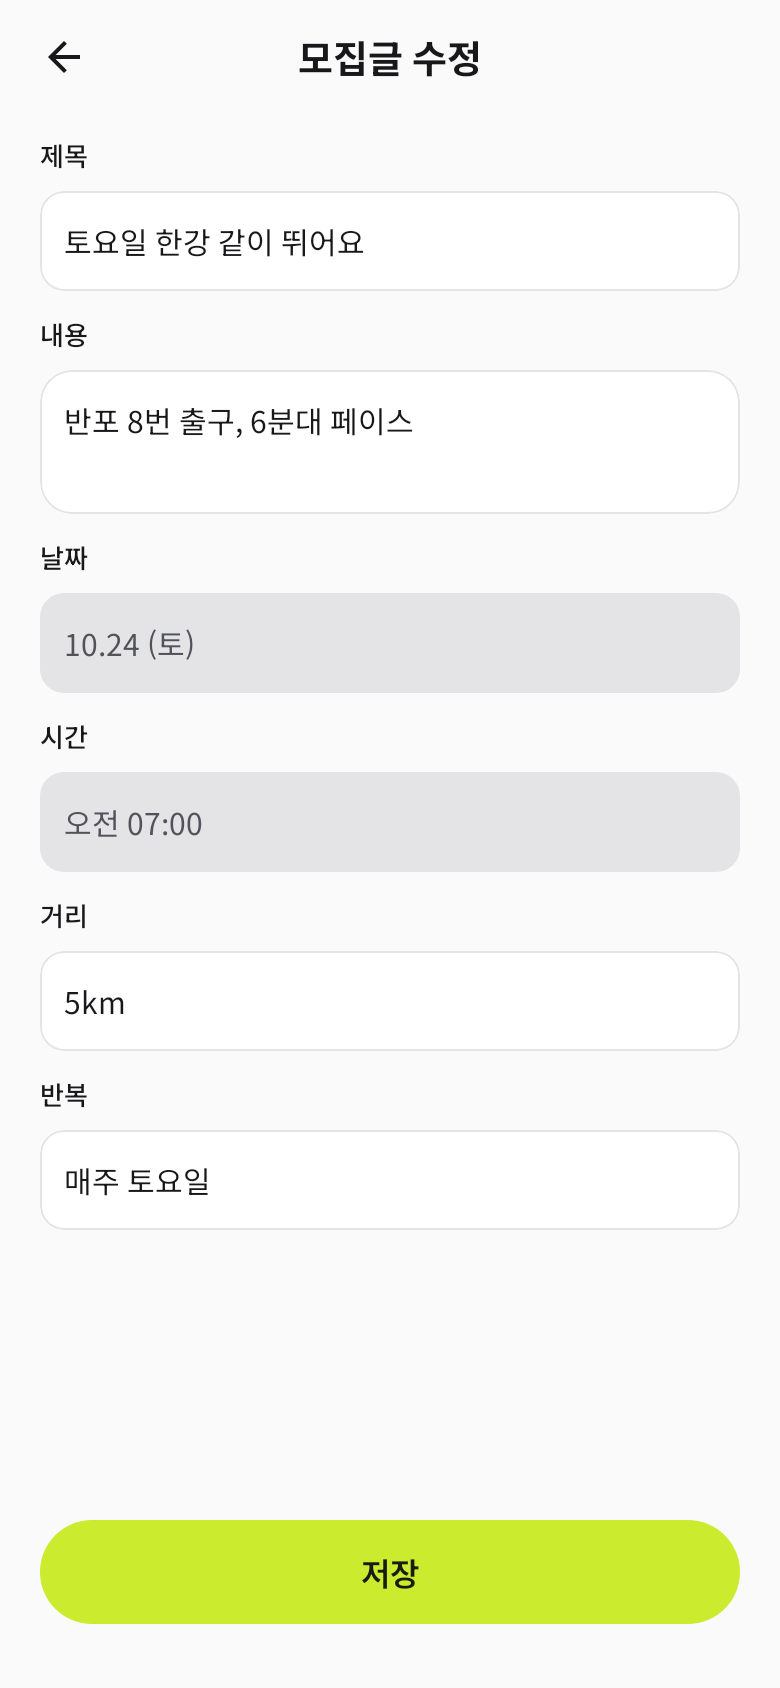 모집글 수정
제목
토요일 한강 같이 뛰어요
내용
반포 8번 출구, 6분대 페이스
날짜
10.24 (토)
시간
오전 07:00
거리
5km
반복
매주 토요일
저장